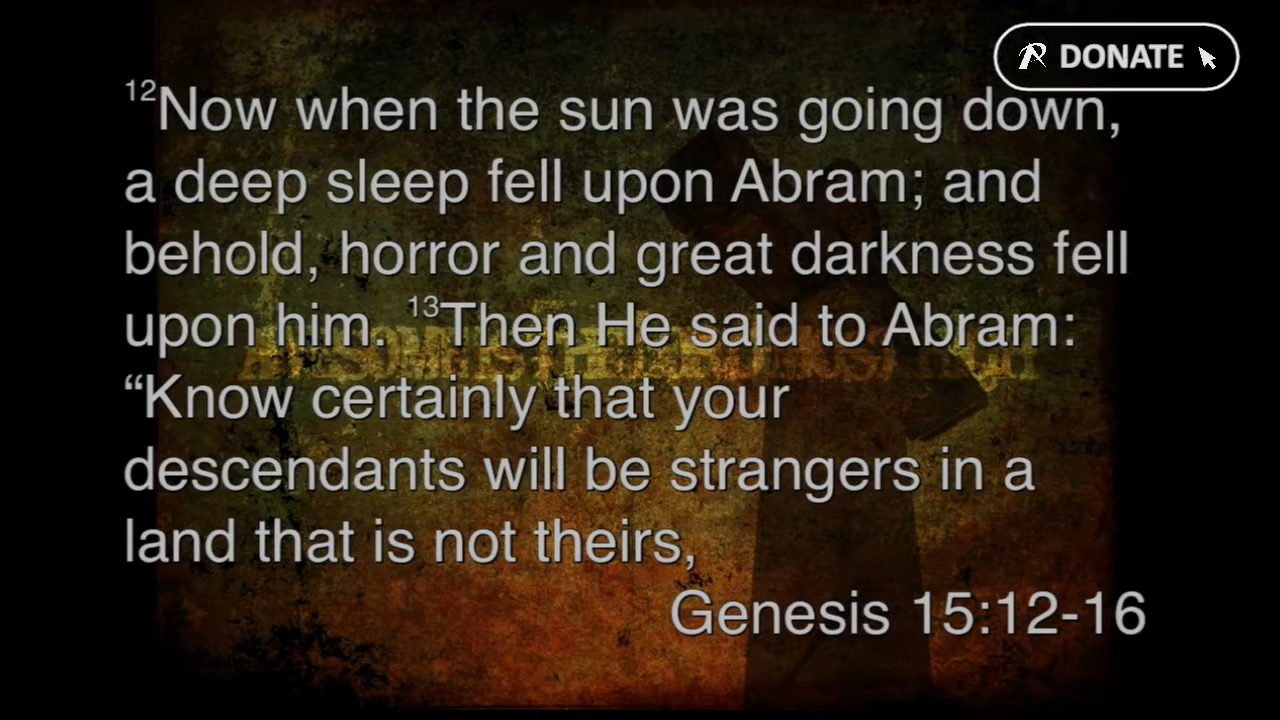 DONATE
12Now when the sun was going down,
a deep sleep fell upon Abram; and
behold, horror and great darkness fell
upon him. 13Then He said to Abram:
“Know certainly that your
descendants will be strangers in a
land that is not theirs,
Genesis 15:12-16